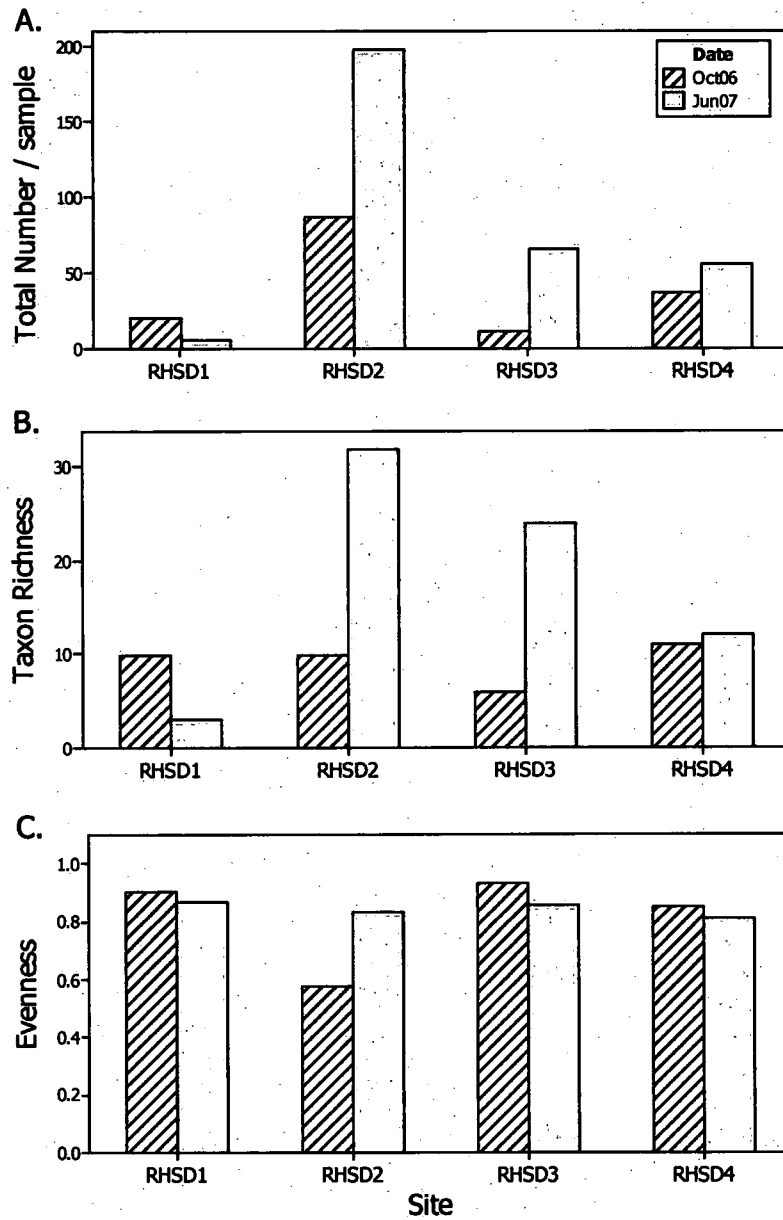 A.
Total Number / sample
200
150
100
50
0
Date
Oct06
Jun07
RHSD1 RHSD2 RHSD3 RHSD4
B.
Taxon Richness
30
20
10
0
RHSD1 RHSD2 RHSD3 RHSD4
C.
Evenness
1.0
0.8
0.6
0.4
0.2
0.0
RHSD1 RHSD2 RHSD3 RHSD4
Site